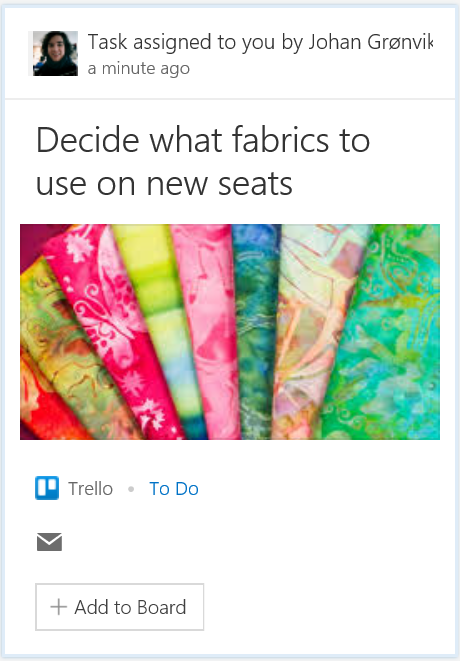 Task assigned to you by Johan Grønvik
a minute ago
Decide what fabrics to
use on new seats
Trello • To Do
+ Add to Board